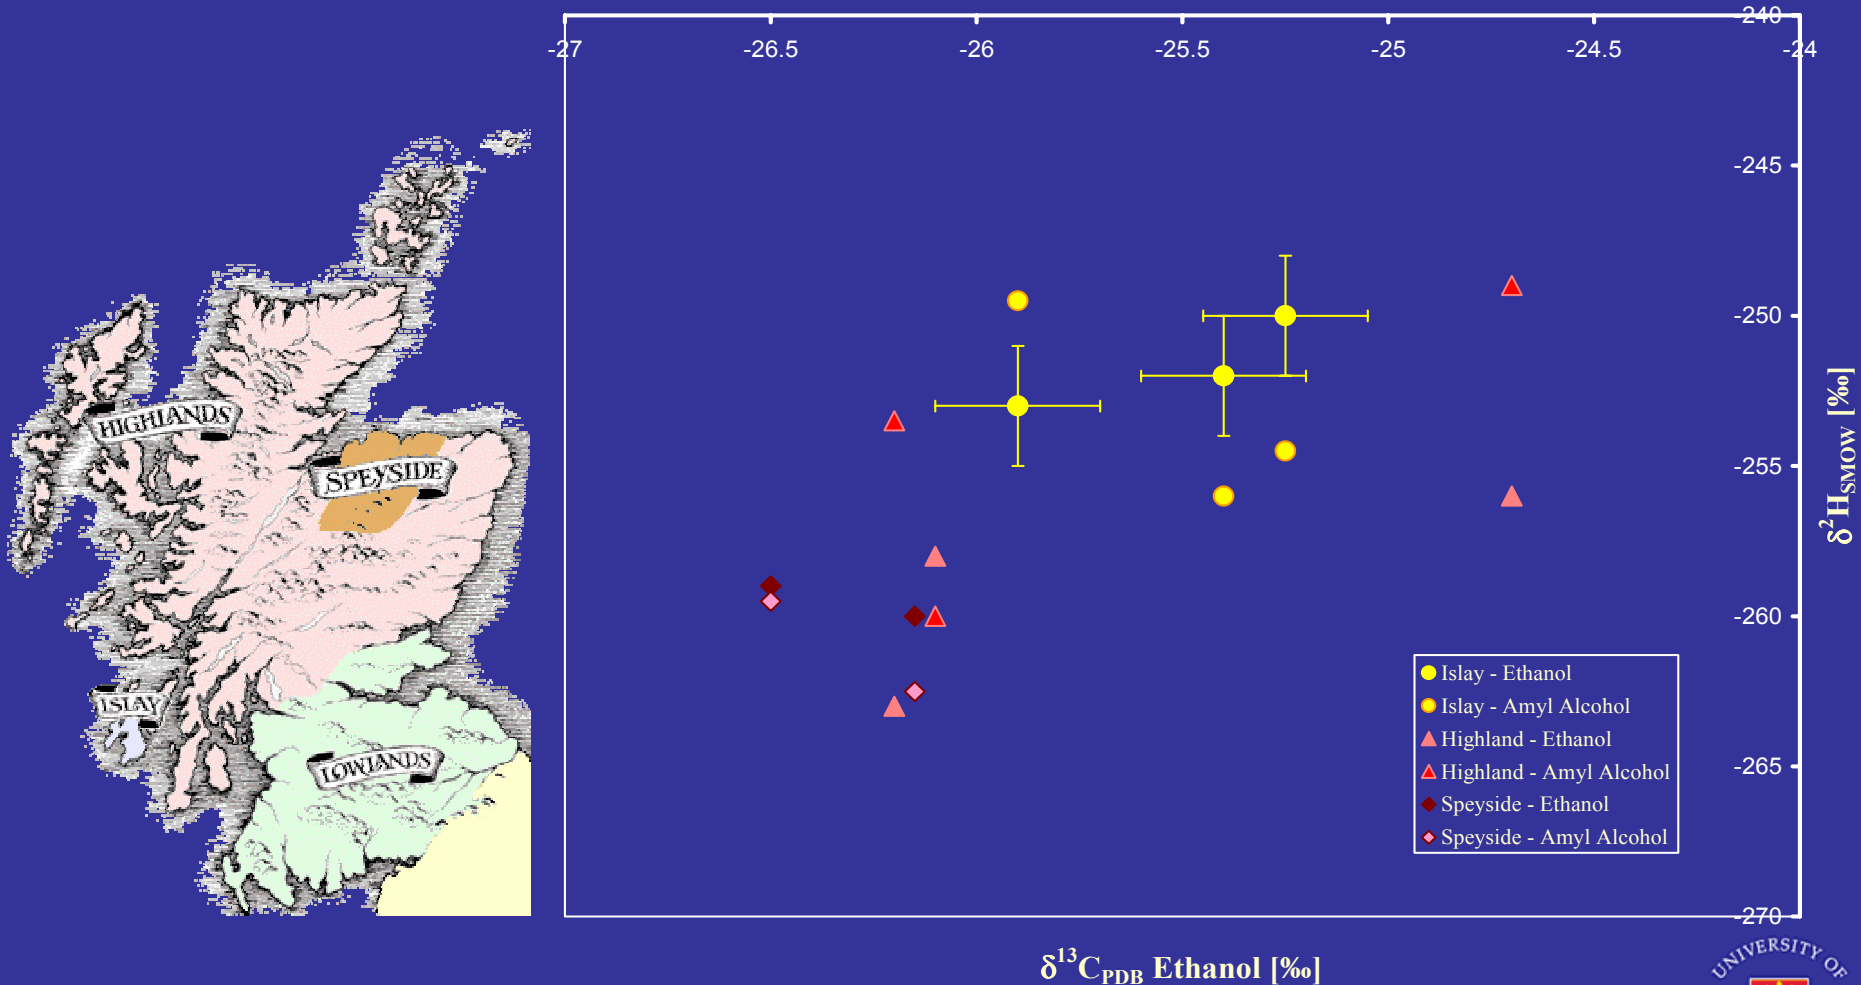 -27 -26.5 -26 -25.5 -25 -24.5 -24
-240
-245
-250
-255
-260
-265
-270
δ²H_SMOW [‰]
HIGHLANDS
SPEYSIDE
ISLAY
LOWLANDS
Islay - Ethanol
Islay - Amyl Alcohol
Highland - Ethanol
Highland - Amyl Alcohol
Speyside - Ethanol
Speyside - Amyl Alcohol
δ¹³C_PDB Ethanol [‰]
UNIVERSITY OF